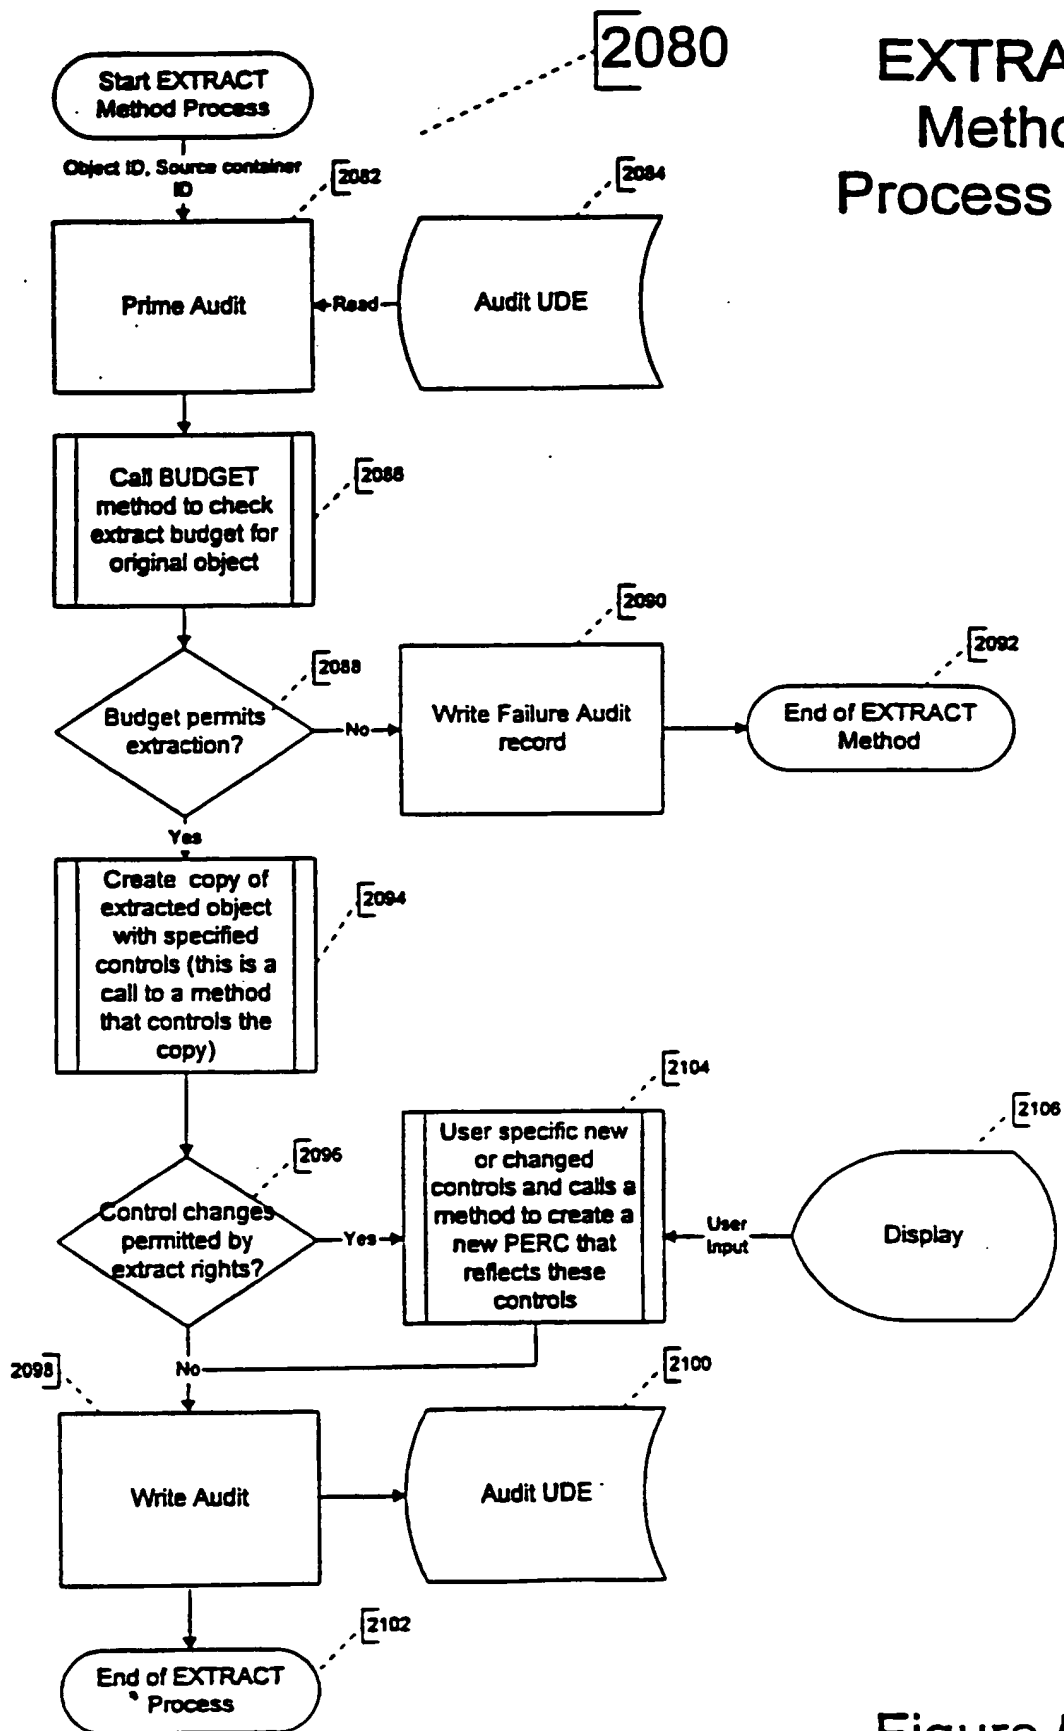 2080
EXTRA
Metho
Process
Start EXTRACT
Method Process
Object ID, Source container
ID
2082
2084
Prime Audit
Read
Audit UDE
Call BUDGET
method to check
extract budget for
original object
2086
Budget permits
extraction?
2088
No
2090
Write Failure Audit
record
2092
End of EXTRACT
Method
Yes
Create copy of
extracted object
with specified
controls (this is a
call to a method
that controls the
copy)
2094
2096
Control changes
permitted by
extract rights?
Yes
2104
User specific new
or changed
controls and calls a
method to create a
new PERC that
reflects these
controls
User
Input
2106
Display
No
2098
Write Audit
2100
Audit UDE
2102
End of EXTRACT
Process
Figure